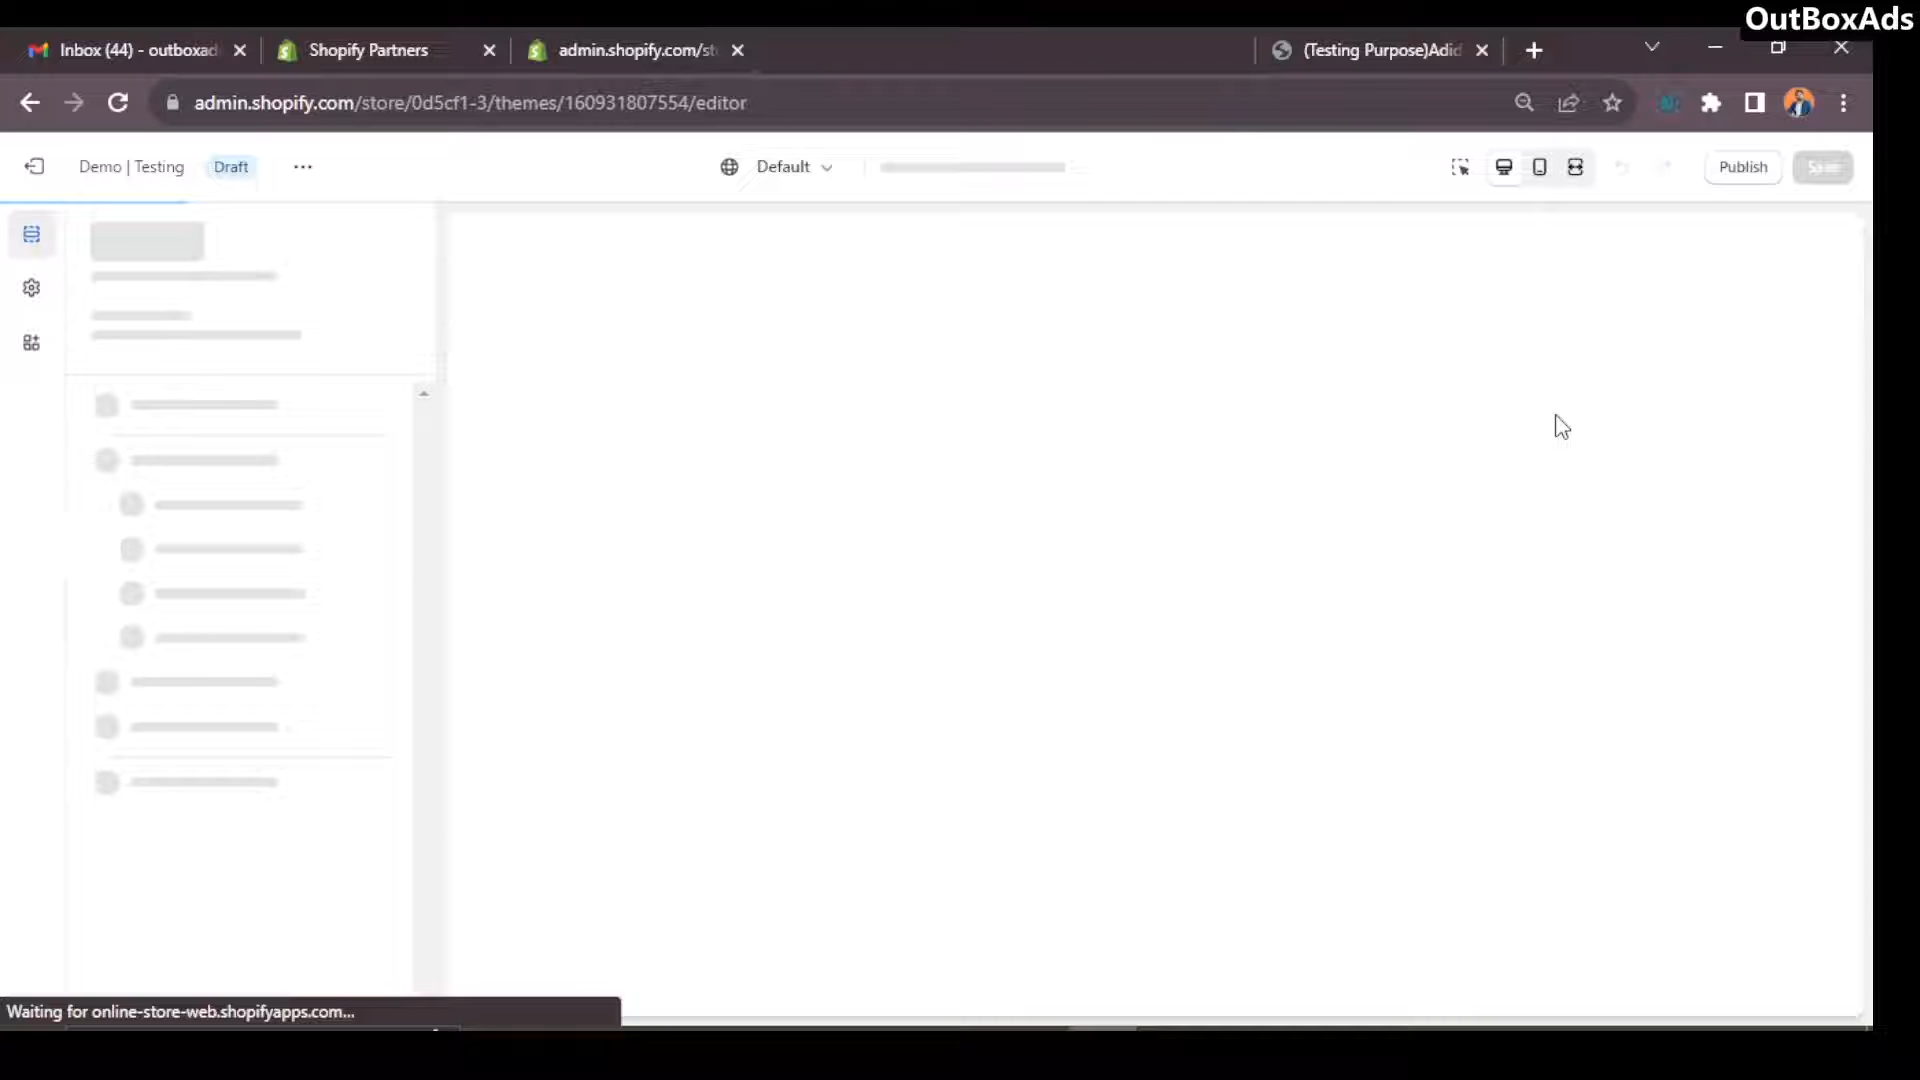 OutBoxAds
Inbox (44) - outboxad
Shopify Partners
admin.shopify.com/st
(Testing Purpose)Adid
admin.shopify.com/store/0d5cf1-3/themes/160931807554/editor
Demo | Testing
Draft
Default
Publish
Save
Waiting for online-store-web.shopifyapps.com...